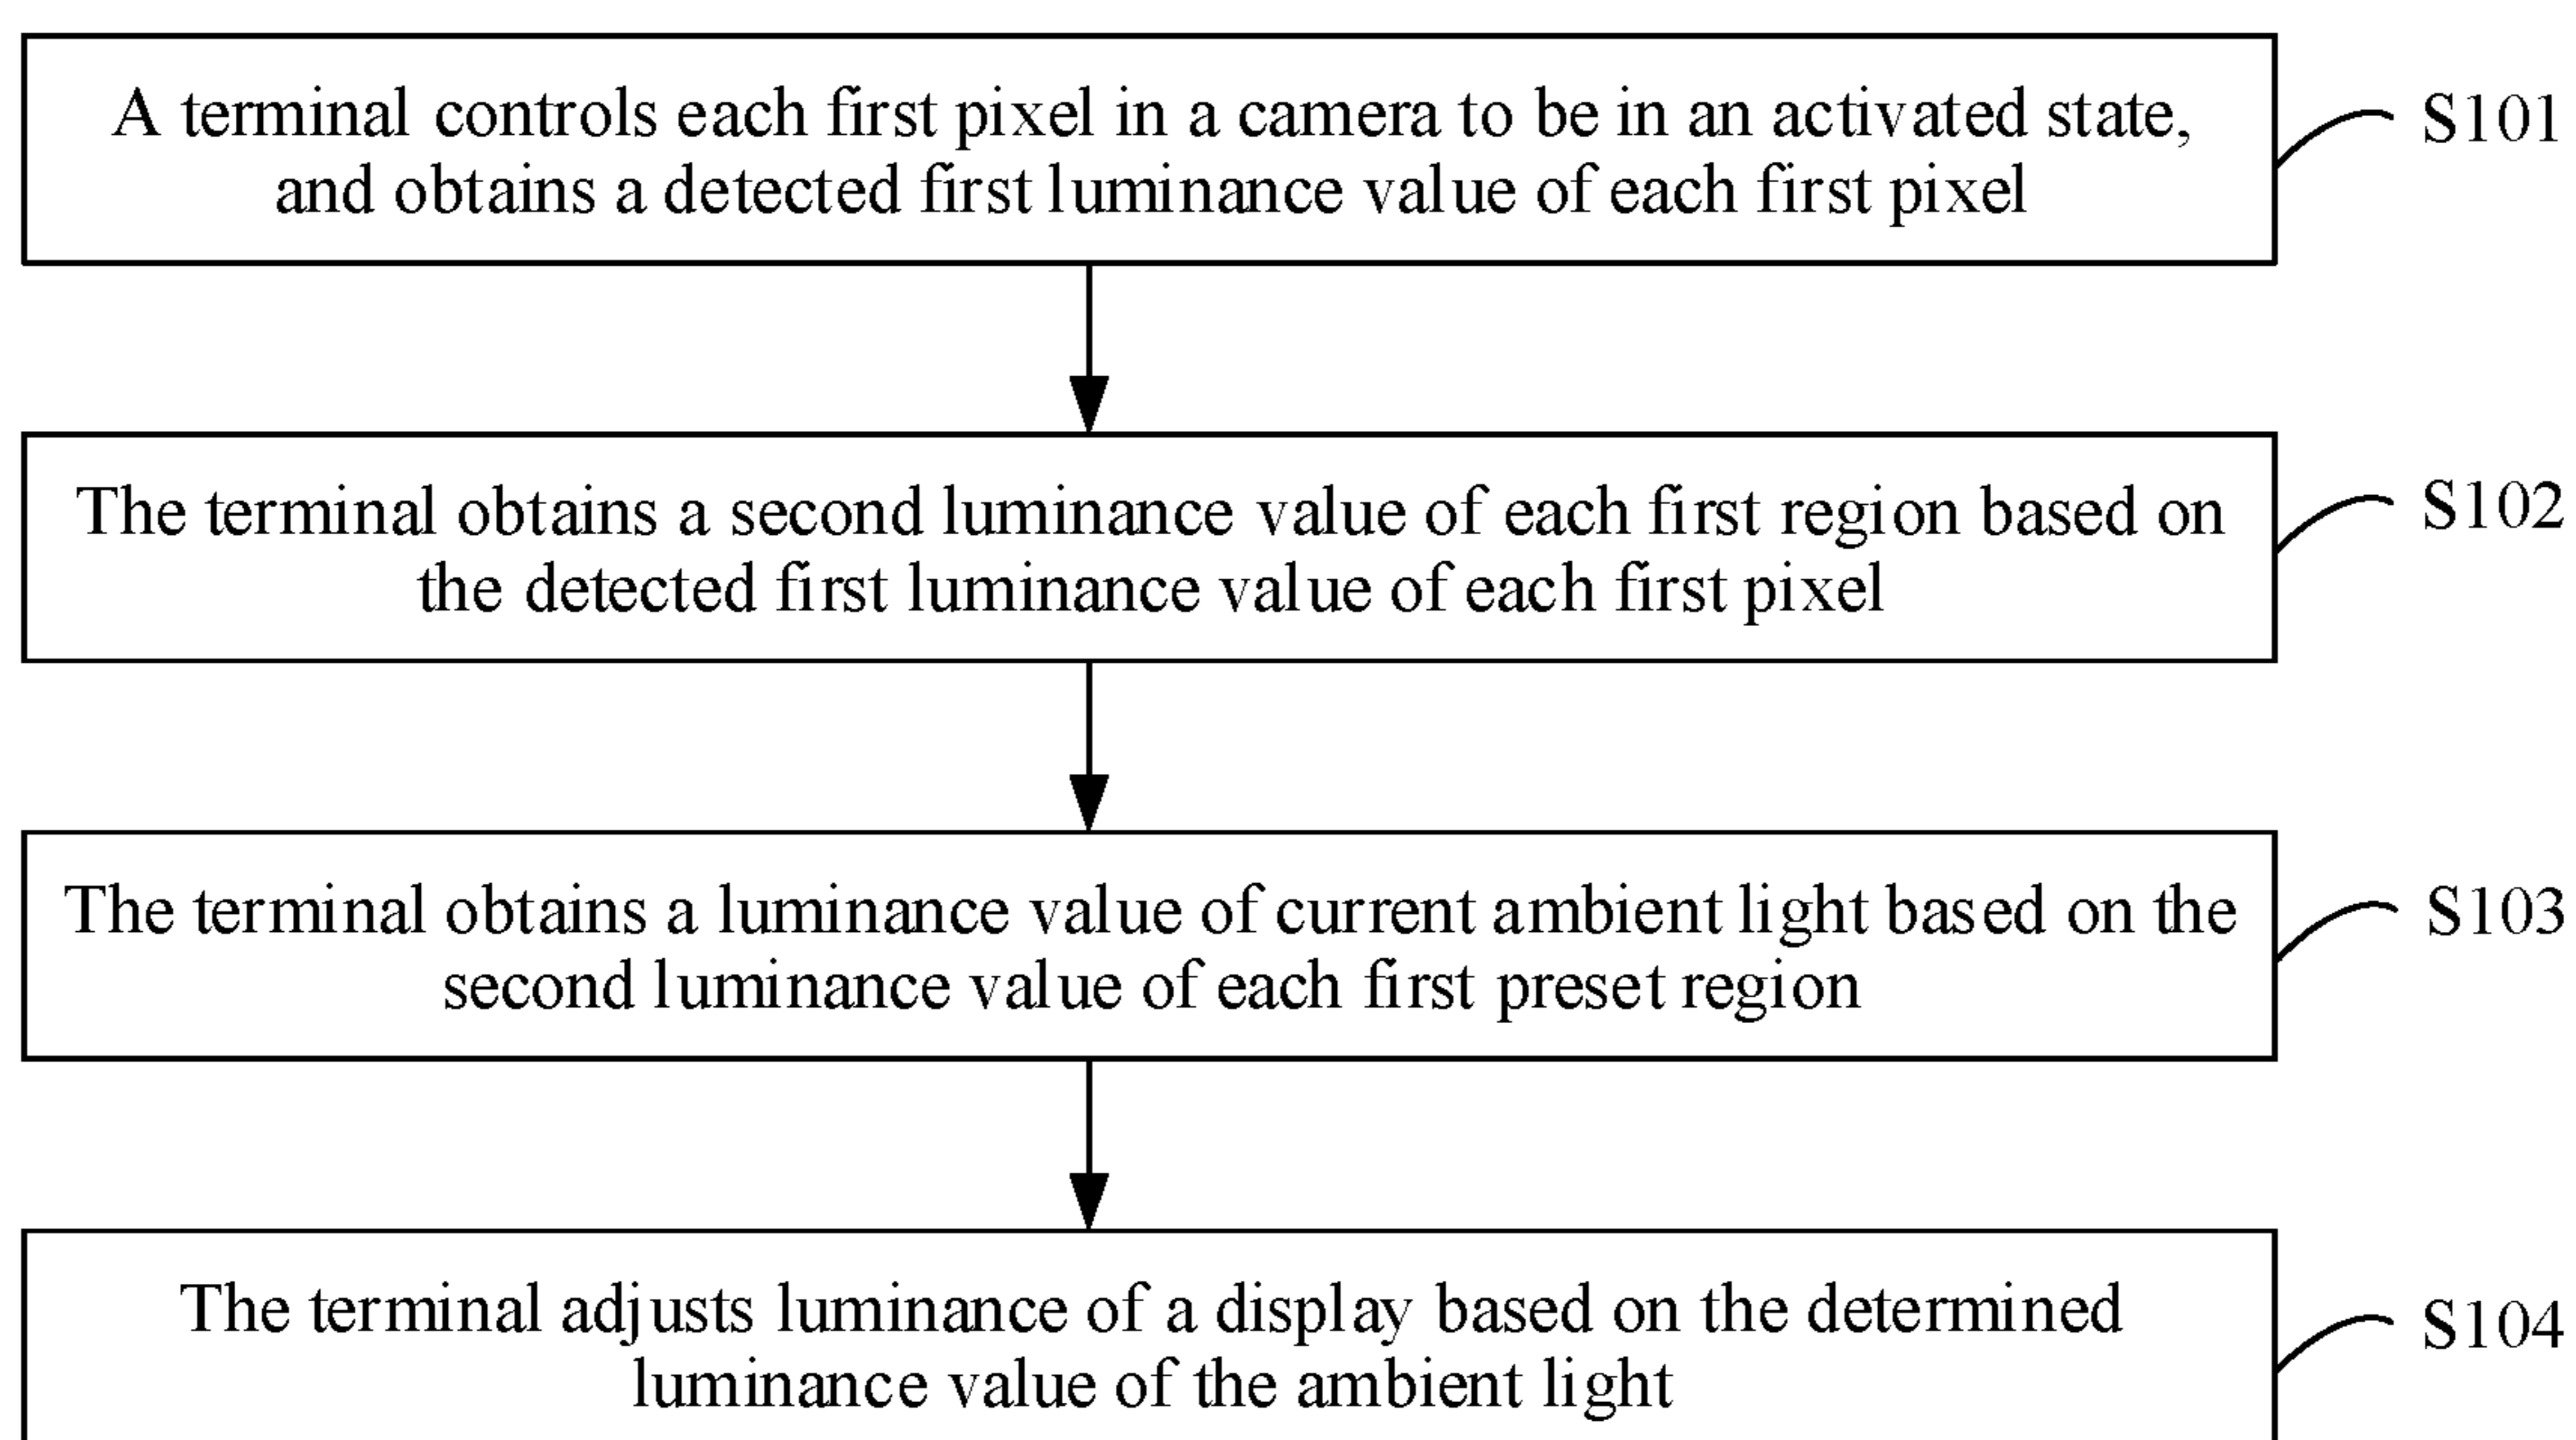 A terminal controls each first pixel in a camera to be in an activated state,
and obtains a detected first luminance value of each first pixel
S101
The terminal obtains a second luminance value of each first region based on
the detected first luminance value of each first pixel
S102
The terminal obtains a luminance value of current ambient light based on the
second luminance value of each first preset region
S103
The terminal adjusts luminance of a display based on the determined
luminance value of the ambient light
S104